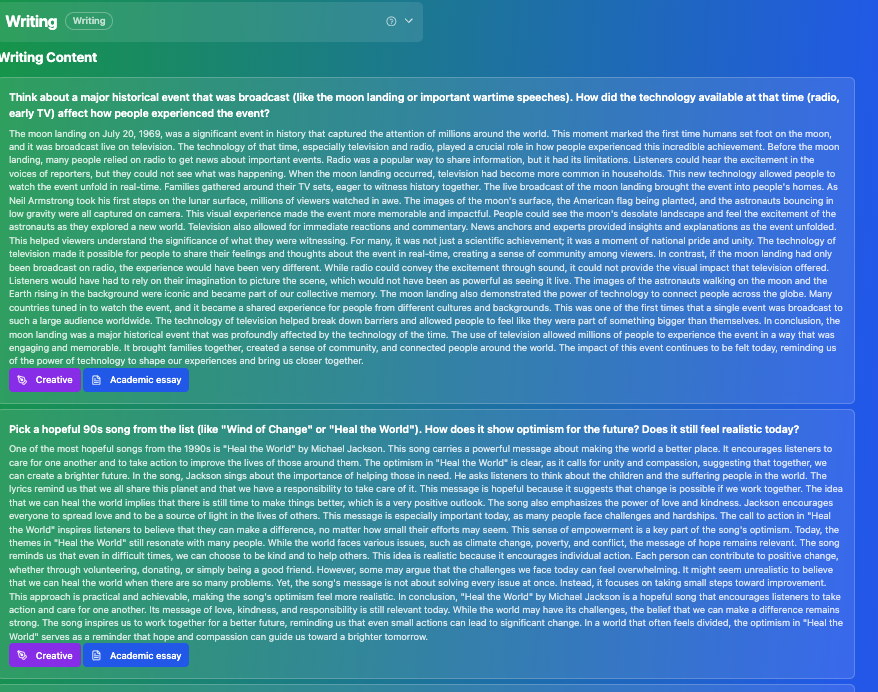 Writing Writing
Writing Content
Think about a major historical event that was broadcast (like the moon landing or important wartime speeches). How did the technology available at that time (radio,
early TV) affect how people experienced the event?
The moon landing on July 20, 1969, was a significant event in history that captured the attention of millions around the world. This moment marked the first time humans set foot on the moon,
and it was broadcast live on television. The technology of that time, especially television and radio, played a crucial role in how people experienced this incredible achievement. Before the moon
landing, many people relied on radio to get news about important events. Radio was a popular way to share information, but it had its limitations. Listeners could hear the excitement in the
voices of reporters, but they could not see what was happening. When the moon landing occurred, television had become more common in households. This new technology allowed people to
watch the event unfold in real-time. Families gathered around their TV sets, eager to witness history together. The live broadcast of the moon landing brought the event into people's homes. As
Neil Armstrong took his first steps on the lunar surface, millions of viewers watched in awe. The images of the moon's surface, the American flag being planted, and the astronauts bouncing in
low gravity were all captured on camera. This visual experience made the event more memorable and impactful. People could see the moon's desolate landscape and feel the excitement of the
astronauts as they explored a new world. Television also allowed for immediate reactions and commentary. News anchors and experts provided insights and explanations as the event unfolded.
This helped viewers understand the significance of what they were witnessing. For many, it was not just a scientific achievement; it was a moment of national pride and unity. The technology of
television made it possible for people to share their feelings and thoughts about the event in real-time, creating a sense of community among viewers. In contrast, if the moon landing had only
been broadcast on radio, the experience would have been very different. While radio could convey the excitement through sound, it could not provide the visual impact that television offered.
Listeners would have had to rely on their imagination to picture the scene, which would not have been as powerful as seeing it live. The images of the astronauts walking on the moon and the
Earth rising in the background were iconic and became part of our collective memory. The moon landing also demonstrated the power of technology to connect people across the globe. Many
countries tuned in to watch the event, and it became a shared experience for people from different cultures and backgrounds. This was one of the first times that a single event was broadcast to
such a large audience worldwide. The technology of television helped break down barriers and allowed people to feel like they were part of something bigger than themselves. In conclusion, the
moon landing was a major historical event that was profoundly affected by the technology of the time. The use of television allowed millions of people to experience the event in a way that was
engaging and memorable. It brought families together, created a sense of community, and connected people around the world. The impact of this event continues to be felt today, reminding us
of the power of technology to shape our experiences and bring us closer together.
Creative Academic essay
Pick a hopeful 90s song from the list (like "Wind of Change" or "Heal the World"). How does it show optimism for the future? Does it still feel realistic today?
One of the most hopeful songs from the 1990s is "Heal the World" by Michael Jackson. This song carries a powerful message about making the world a better place. It encourages listeners to
care for one another and to take action to improve the lives of those around them. The optimism in "Heal the World" is clear, as it calls for unity and compassion, suggesting that together, we
can create a brighter future. In the song, Jackson sings about the importance of helping those in need. He asks listeners to think about the children and the suffering people in the world. The
lyrics remind us that we all share this planet and that we have a responsibility to take care of it. This message is hopeful because it suggests that change is possible if we work together. The idea
that we can heal the world implies that there is still time to make things better, which is a very positive outlook. The song also emphasizes the power of love and kindness. Jackson encourages
everyone to spread love and to be a source of light in the lives of others. This message is especially important today, as many people face challenges and hardships. The call to action in "Heal
the World" inspires listeners to believe that they can make a difference, no matter how small their efforts may seem. This sense of empowerment is a key part of the song's optimism. Today, the
themes in "Heal the World" still resonate with many people. While the world faces various issues, such as climate change, poverty, and conflict, the message of hope remains relevant. The song
reminds us that even in difficult times, we can choose to be kind and to help others. This idea is realistic because it encourages individual action. Each person can contribute to positive change,
whether through volunteering, donating, or simply being a good friend. However, some may argue that the challenges we face today can feel overwhelming. It might seem unrealistic to believe
that we can heal the world when there are so many problems. Yet, the song's message is not about solving every issue at once. Instead, it focuses on taking small steps toward improvement.
This approach is practical and achievable, making the song's optimism feel more realistic. In conclusion, "Heal the World" by Michael Jackson is a hopeful song that encourages listeners to take
action and care for one another. Its message of love, kindness, and responsibility is still relevant today. While the world may have its challenges, the belief that we can make a difference remains
strong. The song inspires us to work together for a better future, reminding us that even small actions can lead to significant change. In a world that often feels divided, the optimism in "Heal the
World" serves as a reminder that hope and compassion can guide us toward a brighter tomorrow.
Creative Academic essay